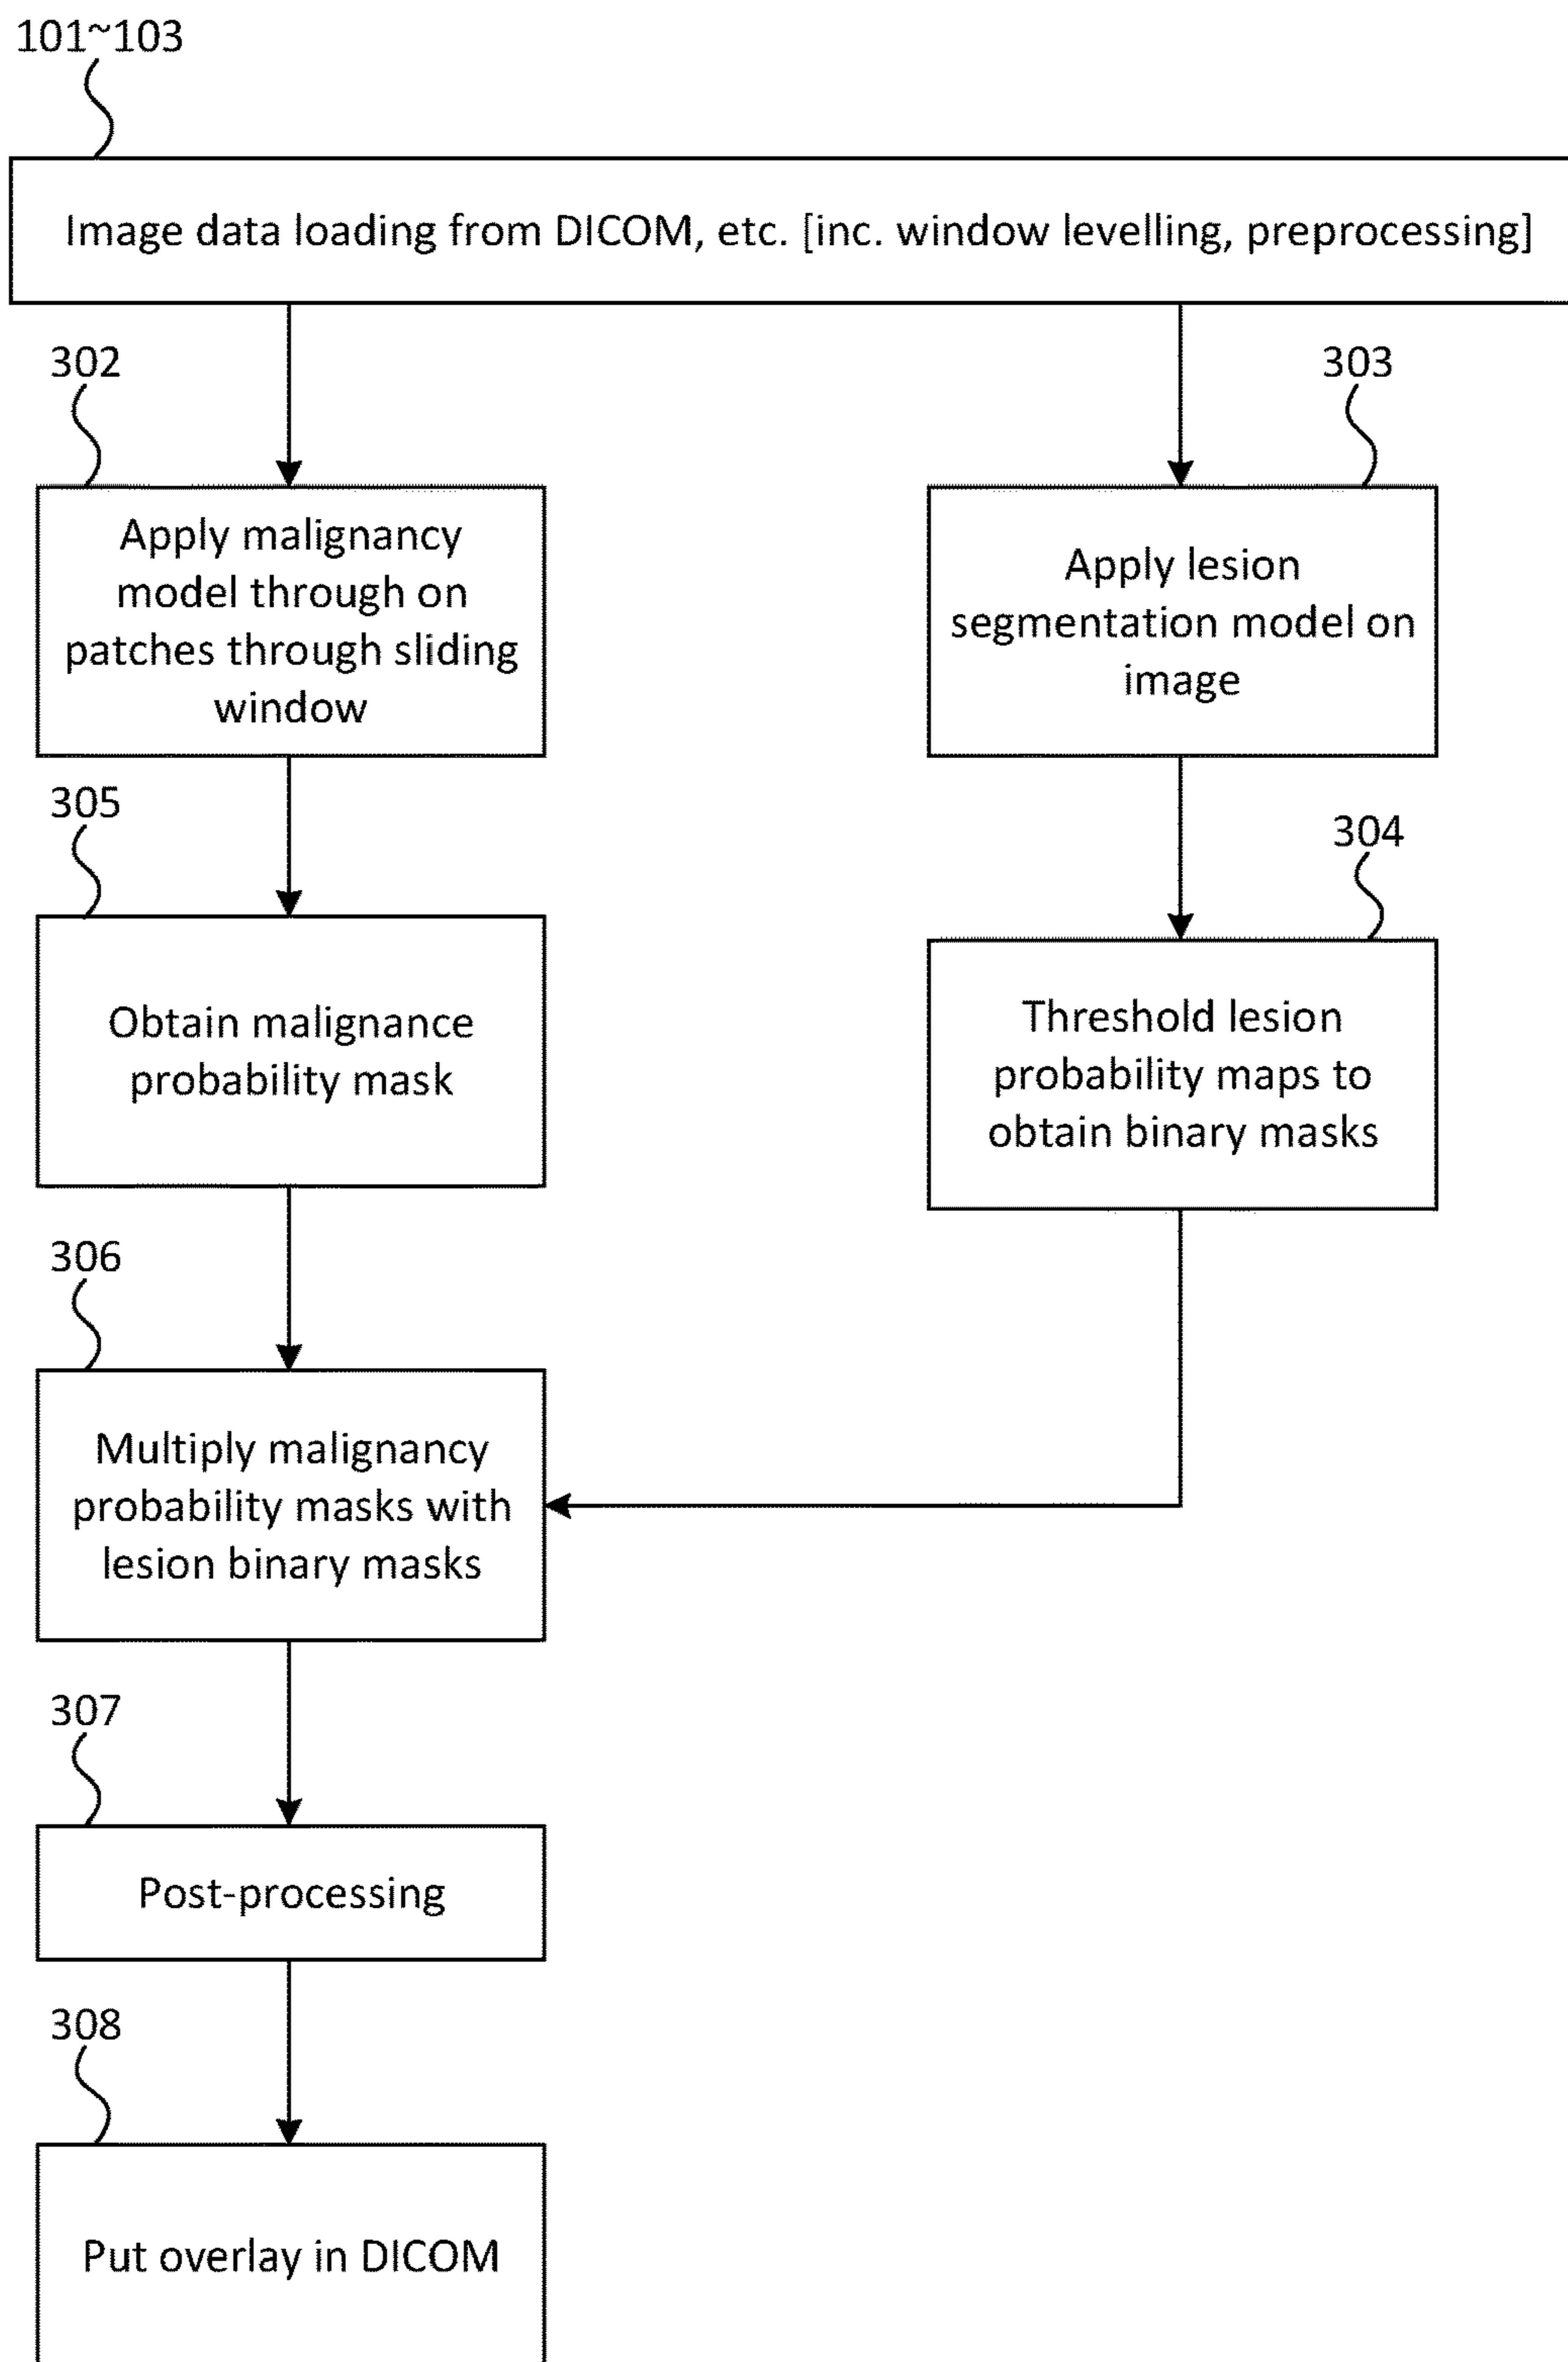 101~103
Image data loading from DICOM, etc. [inc. window levelling, preprocessing]
302
303
Apply malignancy
model through on
patches through sliding
window
Apply lesion
segmentation model on
image
305
304
Obtain malignance
probability mask
Threshold lesion
probability maps to
obtain binary masks
306
Multiply malignancy
probability masks with
lesion binary masks
307
Post-processing
308
Put overlay in DICOM